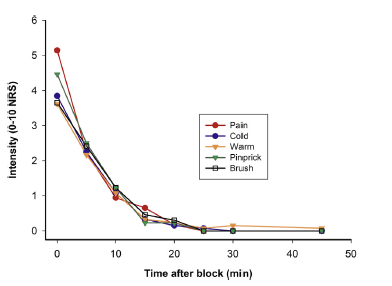 6
5
4
3
2
1
0
Intensity (0-10 NRS)
Pain
Cold
Warm
Pinprick
Brush
0 10 20 30 40 50
Time after block (min)